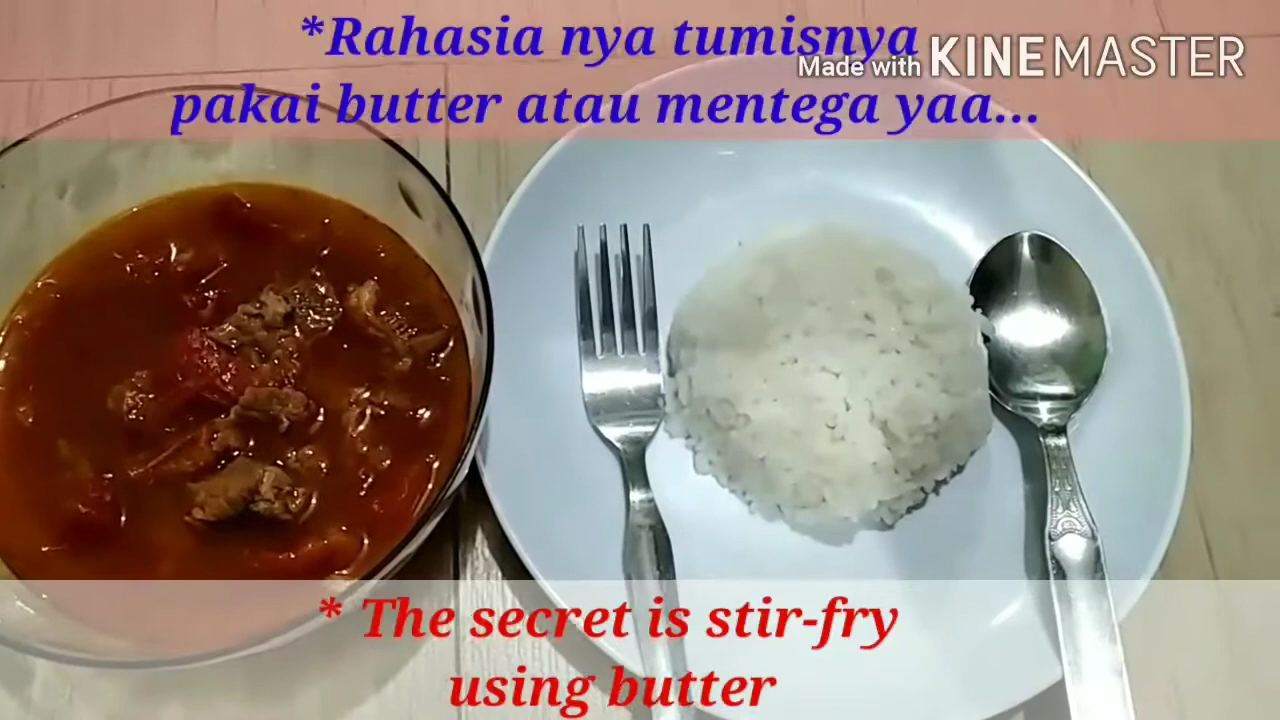 *Rahasia nya tumisnya
Made with KINEMASTER
pakai butter atau mentega yaa...
* The secret is stir-fry
using butter